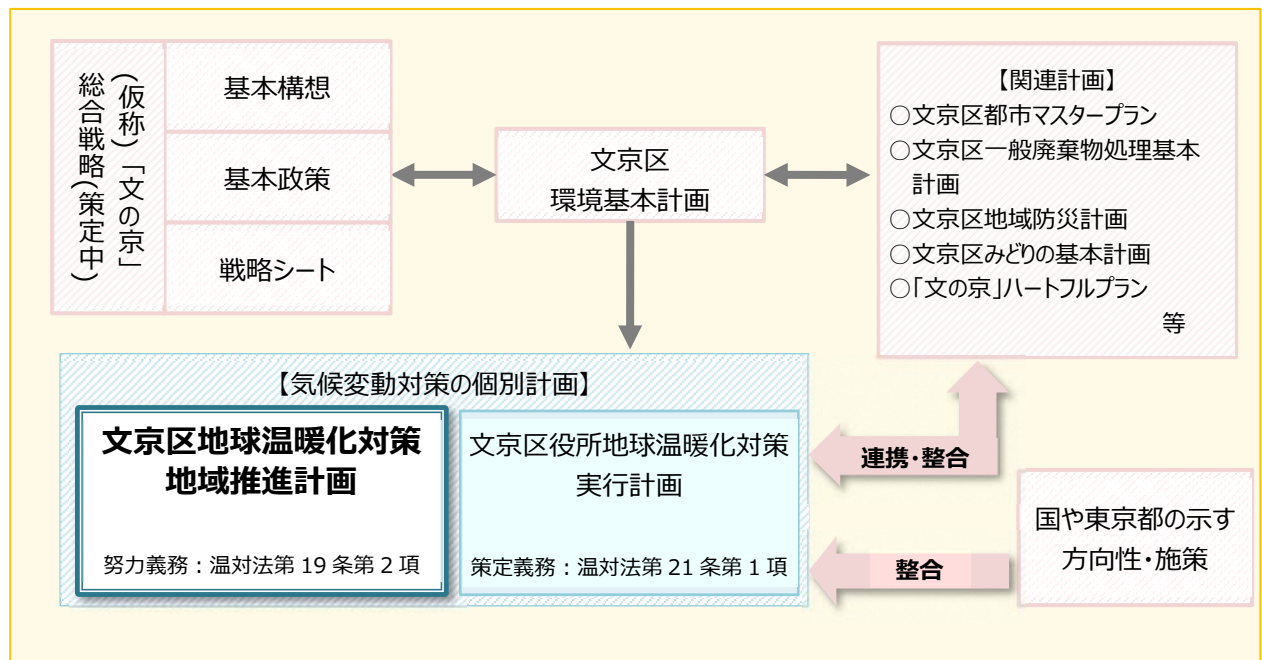 (仮称)「文の京」
総合戦略(策定中)
基本構想
基本政策
戦略シート
文京区
環境基本計画
【関連計画】
○文京区都市マスタープラン
○文京区一般廃棄物処理基本
計画
○文京区地域防災計画
○文京区みどりの基本計画
○「文の京」ハートフルプラン
等
【気候変動対策の個別計画】
文京区地球温暖化対策
地域推進計画
努力義務：温対法第 19 条第 2 項
文京区役所地球温暖化対策
実行計画
策定義務：温対法第 21 条第 1 項
連携・整合
整合
国や東京都の示す
方向性・施策